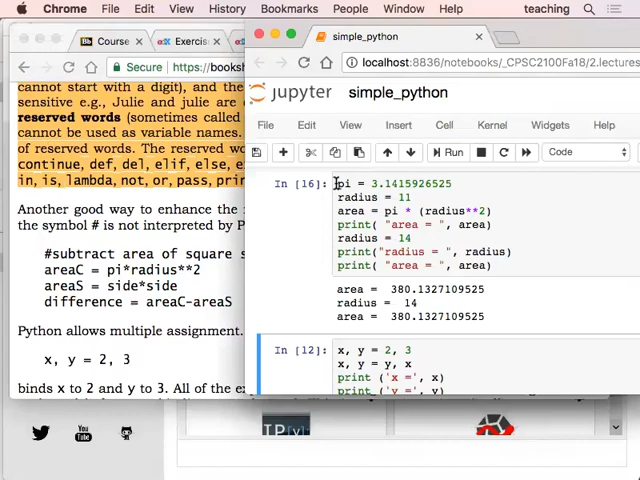 Chrome File Edit View History Bookmarks People Window Help teaching
Course
Exercis
simple_python
Secure https://
localhost:8836/notebooks/_CPSC2100Fa18/2.lectures
cannot start with a digit), and the
sensitive e.g., Julie and julie are d
reserved words (sometimes called
cannot be used as variable names.
of reserved words. The reserved wo
continue, def, del, elif, else, e
in, is, lambda, not, or, pass, prin
Another good way to enhance the
the symbol # is not interpreted by P
#subtract area of square s
areaC = pi*radius**2
areaS = side*side
difference = areaC-areaS
Python allows multiple assignment.
x, y = 2, 3
binds x to 2 and y to 3. All of the exp
jupyter simple_python
File Edit View Insert Cell Kernel Widgets Help
Run Code
In [16]: pi = 3.1415926525
radius = 11
area = pi * (radius**2)
print( "area = ", area)
radius = 14
print("radius = ", radius)
print( "area = ", area)
area = 380.1327109525
radius = 14
area = 380.1327109525
In [12]: x, y = 2, 3
x, y = y, x
print ('x =', x)
print ('y =', y)
You
Tube
IP[y]